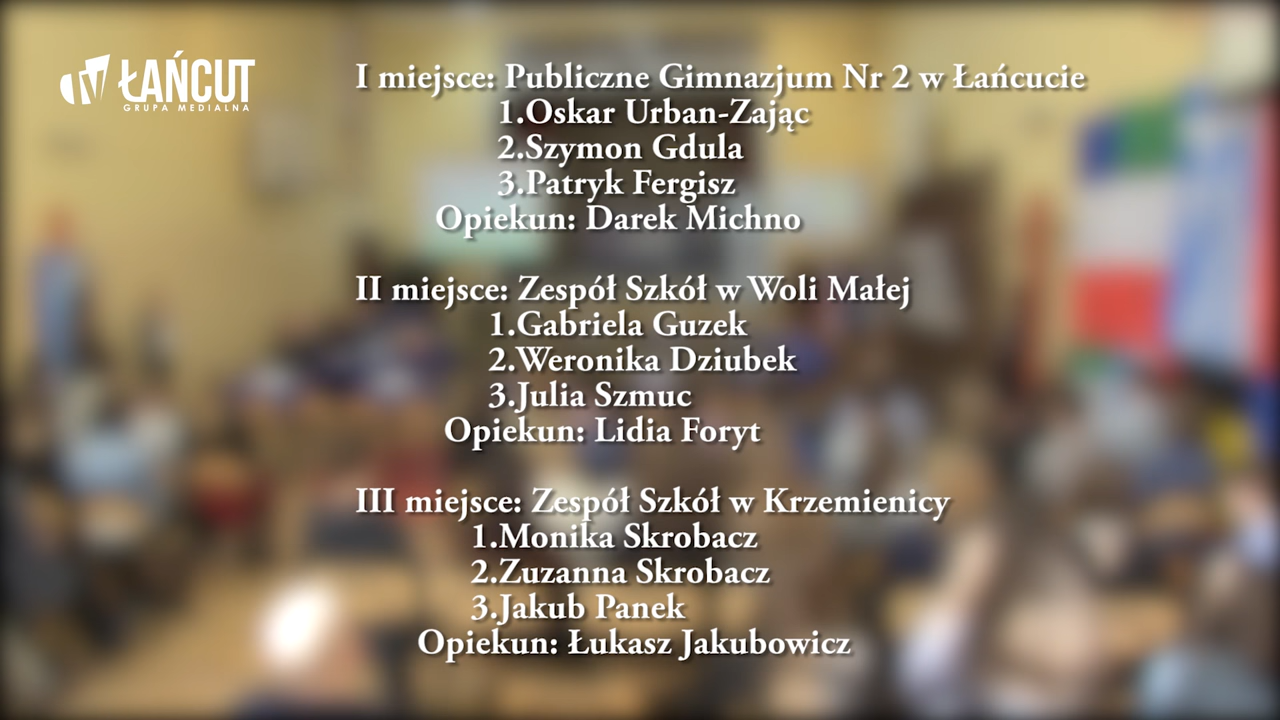 ŁAŃCUT
GRUPA MEDIALNA
I miejsce: Publiczne Gimnazjum Nr 2 w Łańcucie
1.Oskar Urban-Zając
2.Szymon Gdula
3.Patryk Fergisz
Opiekun: Darek Michno
II miejsce: Zespół Szkół w Woli Małej
1.Gabriela Guzek
2.Weronika Dziubek
3.Julia Szmuc
Opiekun: Lidia Foryt
III miejsce: Zespół Szkół w Krzemienicy
1.Monika Skrobacz
2.Zuzanna Skrobacz
3.Jakub Panek
Opiekun: Łukasz Jakubowicz